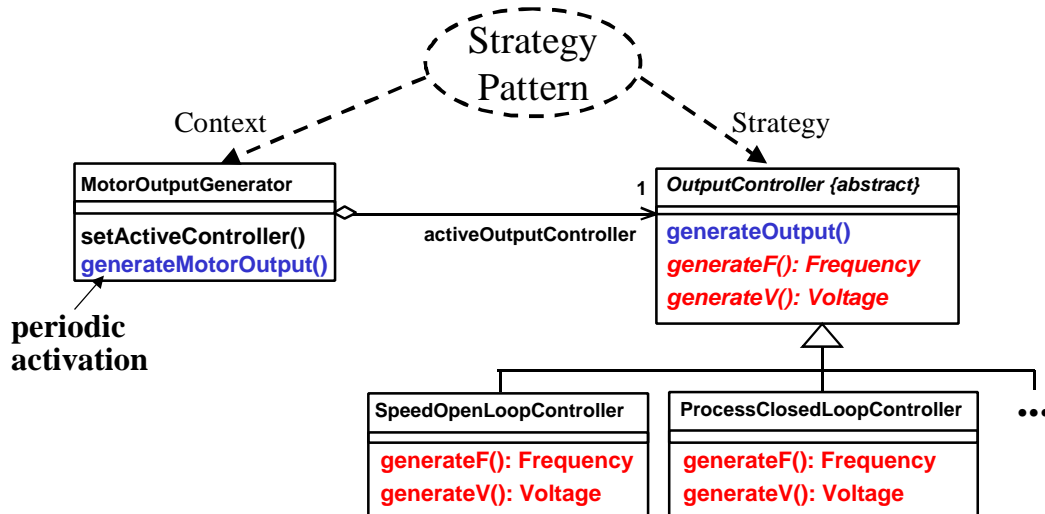 Strategy
Pattern
Context
Strategy
MotorOutputGenerator
setActiveController()
generateMotorOutput()
periodic
activation
1
activeOutputController
OutputController {abstract}
generateOutput()
generateF(): Frequency
generateV(): Voltage
SpeedOpenLoopController
generateF(): Frequency
generateV(): Voltage
ProcessClosedLoopController
generateF(): Frequency
generateV(): Voltage
...